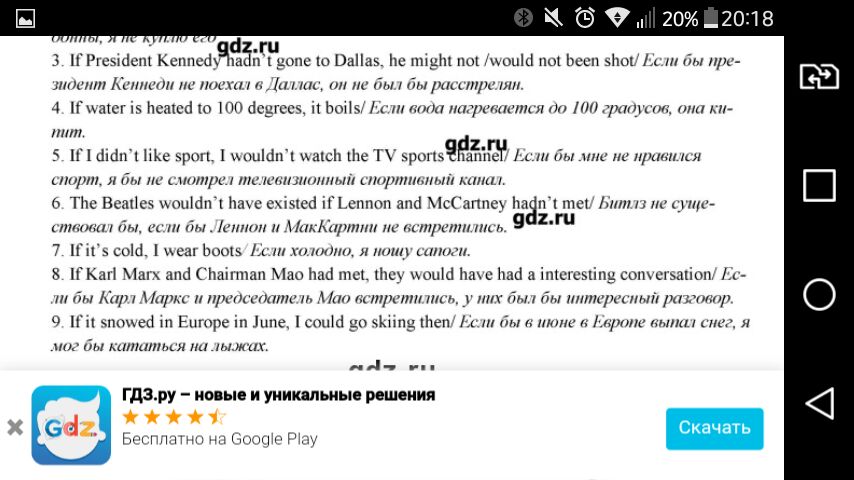 20% 20:18
допты, я не куплю его
gdz.ru
3. If President Kennedy hadn't gone to Dallas, he might not /would not been shot/ Если бы пре-
зидент Кеннеди не поехал в Даллас, он не был бы расстрелян.
4. If water is heated to 100 degrees, it boils/ Если вода нагревается до 100 градусов, она ки-
пит.
gdz.ru
5. If I didn't like sport, I wouldn't watch the TV sports channel/ Если бы мне не нравился
спорт, я бы не смотрел телевизионный спортивный канал.
6. The Beatles wouldn't have existed if Lennon and McCartney hadn't met/ Битлз не суще-
ствовал бы, если бы Леннон и МакКартни не встретились.
gdz.ru
7. If it's cold, I wear boots/ Если холодно, я ношу сапоги.
8. If Karl Marx and Chairman Mao had met, they would have had a interesting conversation/ Ес-
ли бы Карл Маркс и председатель Мао встретились, у них был бы интересный разговор.
9. If it snowed in Europe in June, I could go skiing then/ Если бы в июне в Европе выпал снег, я
мог бы кататься на лыжах.
gdz.ru
Gdz
ГДЗ.ру – новые и уникальные решения
Бесплатно на Google Play
Скачать